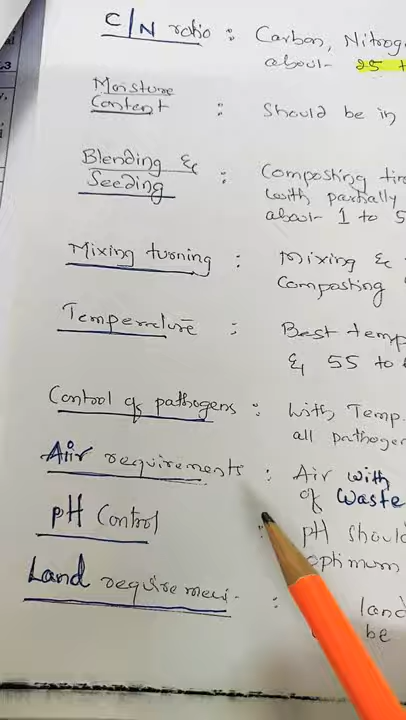 C/N ratio : Carbon, Nitrog
about 25 t
Moisture
Content : Should be in
Blending &
Seeding : Composting tim
with partially
about 1 to 5
Mixing turning : Mixing &
Composting
Temperature : Best temp
& 55 to
Control of pathogens : With Temp.
all pathogen
Air requirements : Air with
of Waste
pH Control : pH Shoul
optimum
Land requirement : land
be